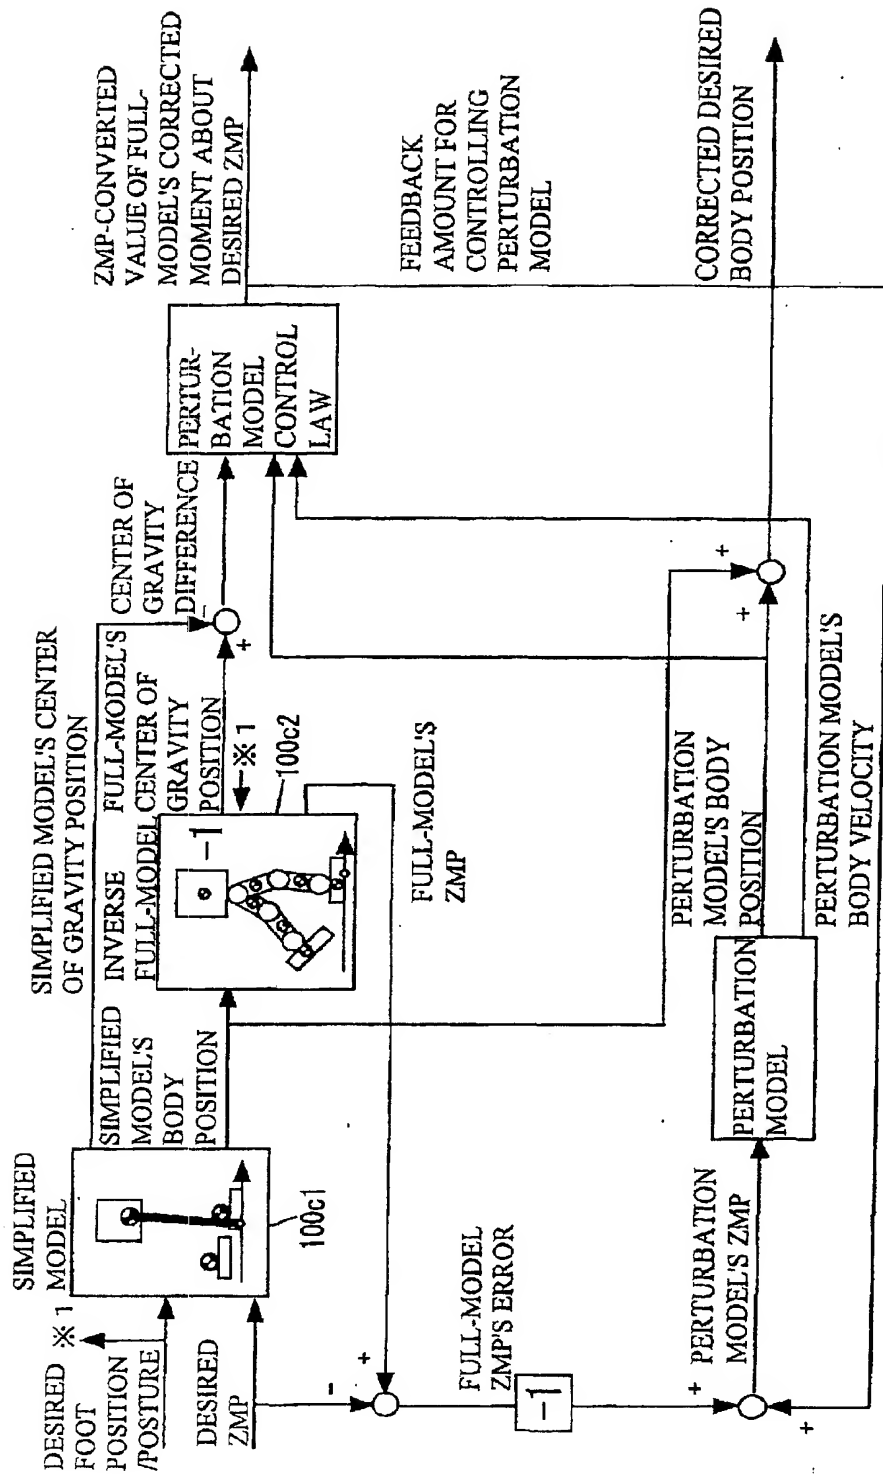 DESIRED
FOOT
POSITION
/POSTURE
※ 1
DESIRED
ZMP
SIMPLIFIED
MODEL
100c1
SIMPLIFIED MODEL'S CENTER
OF GRAVITY POSITION
SIMPLIFIED
MODEL'S
BODY
POSITION
INVERSE
FULL-MODEL
-1
100c2
※ 1
FULL-MODEL'S
CENTER OF
GRAVITY
POSITION
FULL-MODEL'S
ZMP
CENTER OF
GRAVITY
DIFFERENCE
-
+
PERTUR-
BATION
MODEL
CONTROL
LAW
ZMP-CONVERTED
VALUE OF FULL-
MODEL'S CORRECTED
MOMENT ABOUT
DESIRED ZMP
FEEDBACK
AMOUNT FOR
CONTROLLING
PERTURBATION
MODEL
-
+
FULL-MODEL
ZMP'S ERROR
-1
+
+
PERTURBATION
MODEL'S ZMP
PERTURBATION
MODEL
PERTURBATION
MODEL'S BODY
POSITION
PERTURBATION MODEL'S
BODY VELOCITY
+
+
CORRECTED DESIRED
BODY POSITION